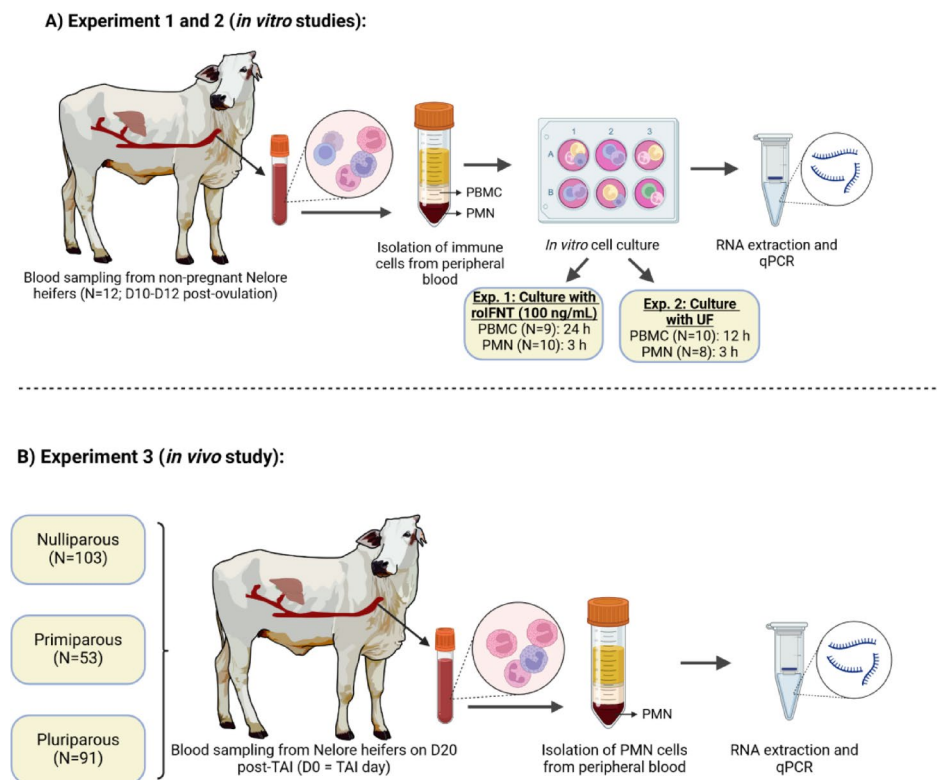 A) Experiment 1 and 2 (in vitro studies):
1 2 3
A
B
PBMC
PMN
Blood sampling from non-pregnant Nelore
heifers (N=12; D10-D12 post-ovulation)
Isolation of immune
cells from peripheral
blood
In vitro cell culture
RNA extraction and
qPCR
Exp. 1: Culture with
roIFNT (100 ng/mL)
PBMC (N=9): 24 h
PMN (N=10): 3 h
Exp. 2: Culture
with UF
PBMC (N=10): 12 h
PMN (N=8): 3 h
B) Experiment 3 (in vivo study):
Nulliparous
(N=103)
Primiparous
(N=53)
Pluriparous
(N=91)
PMN
Blood sampling from Nelore heifers on D20
post-TAI (D0 = TAI day)
Isolation of PMN cells
from peripheral blood
RNA extraction and
qPCR